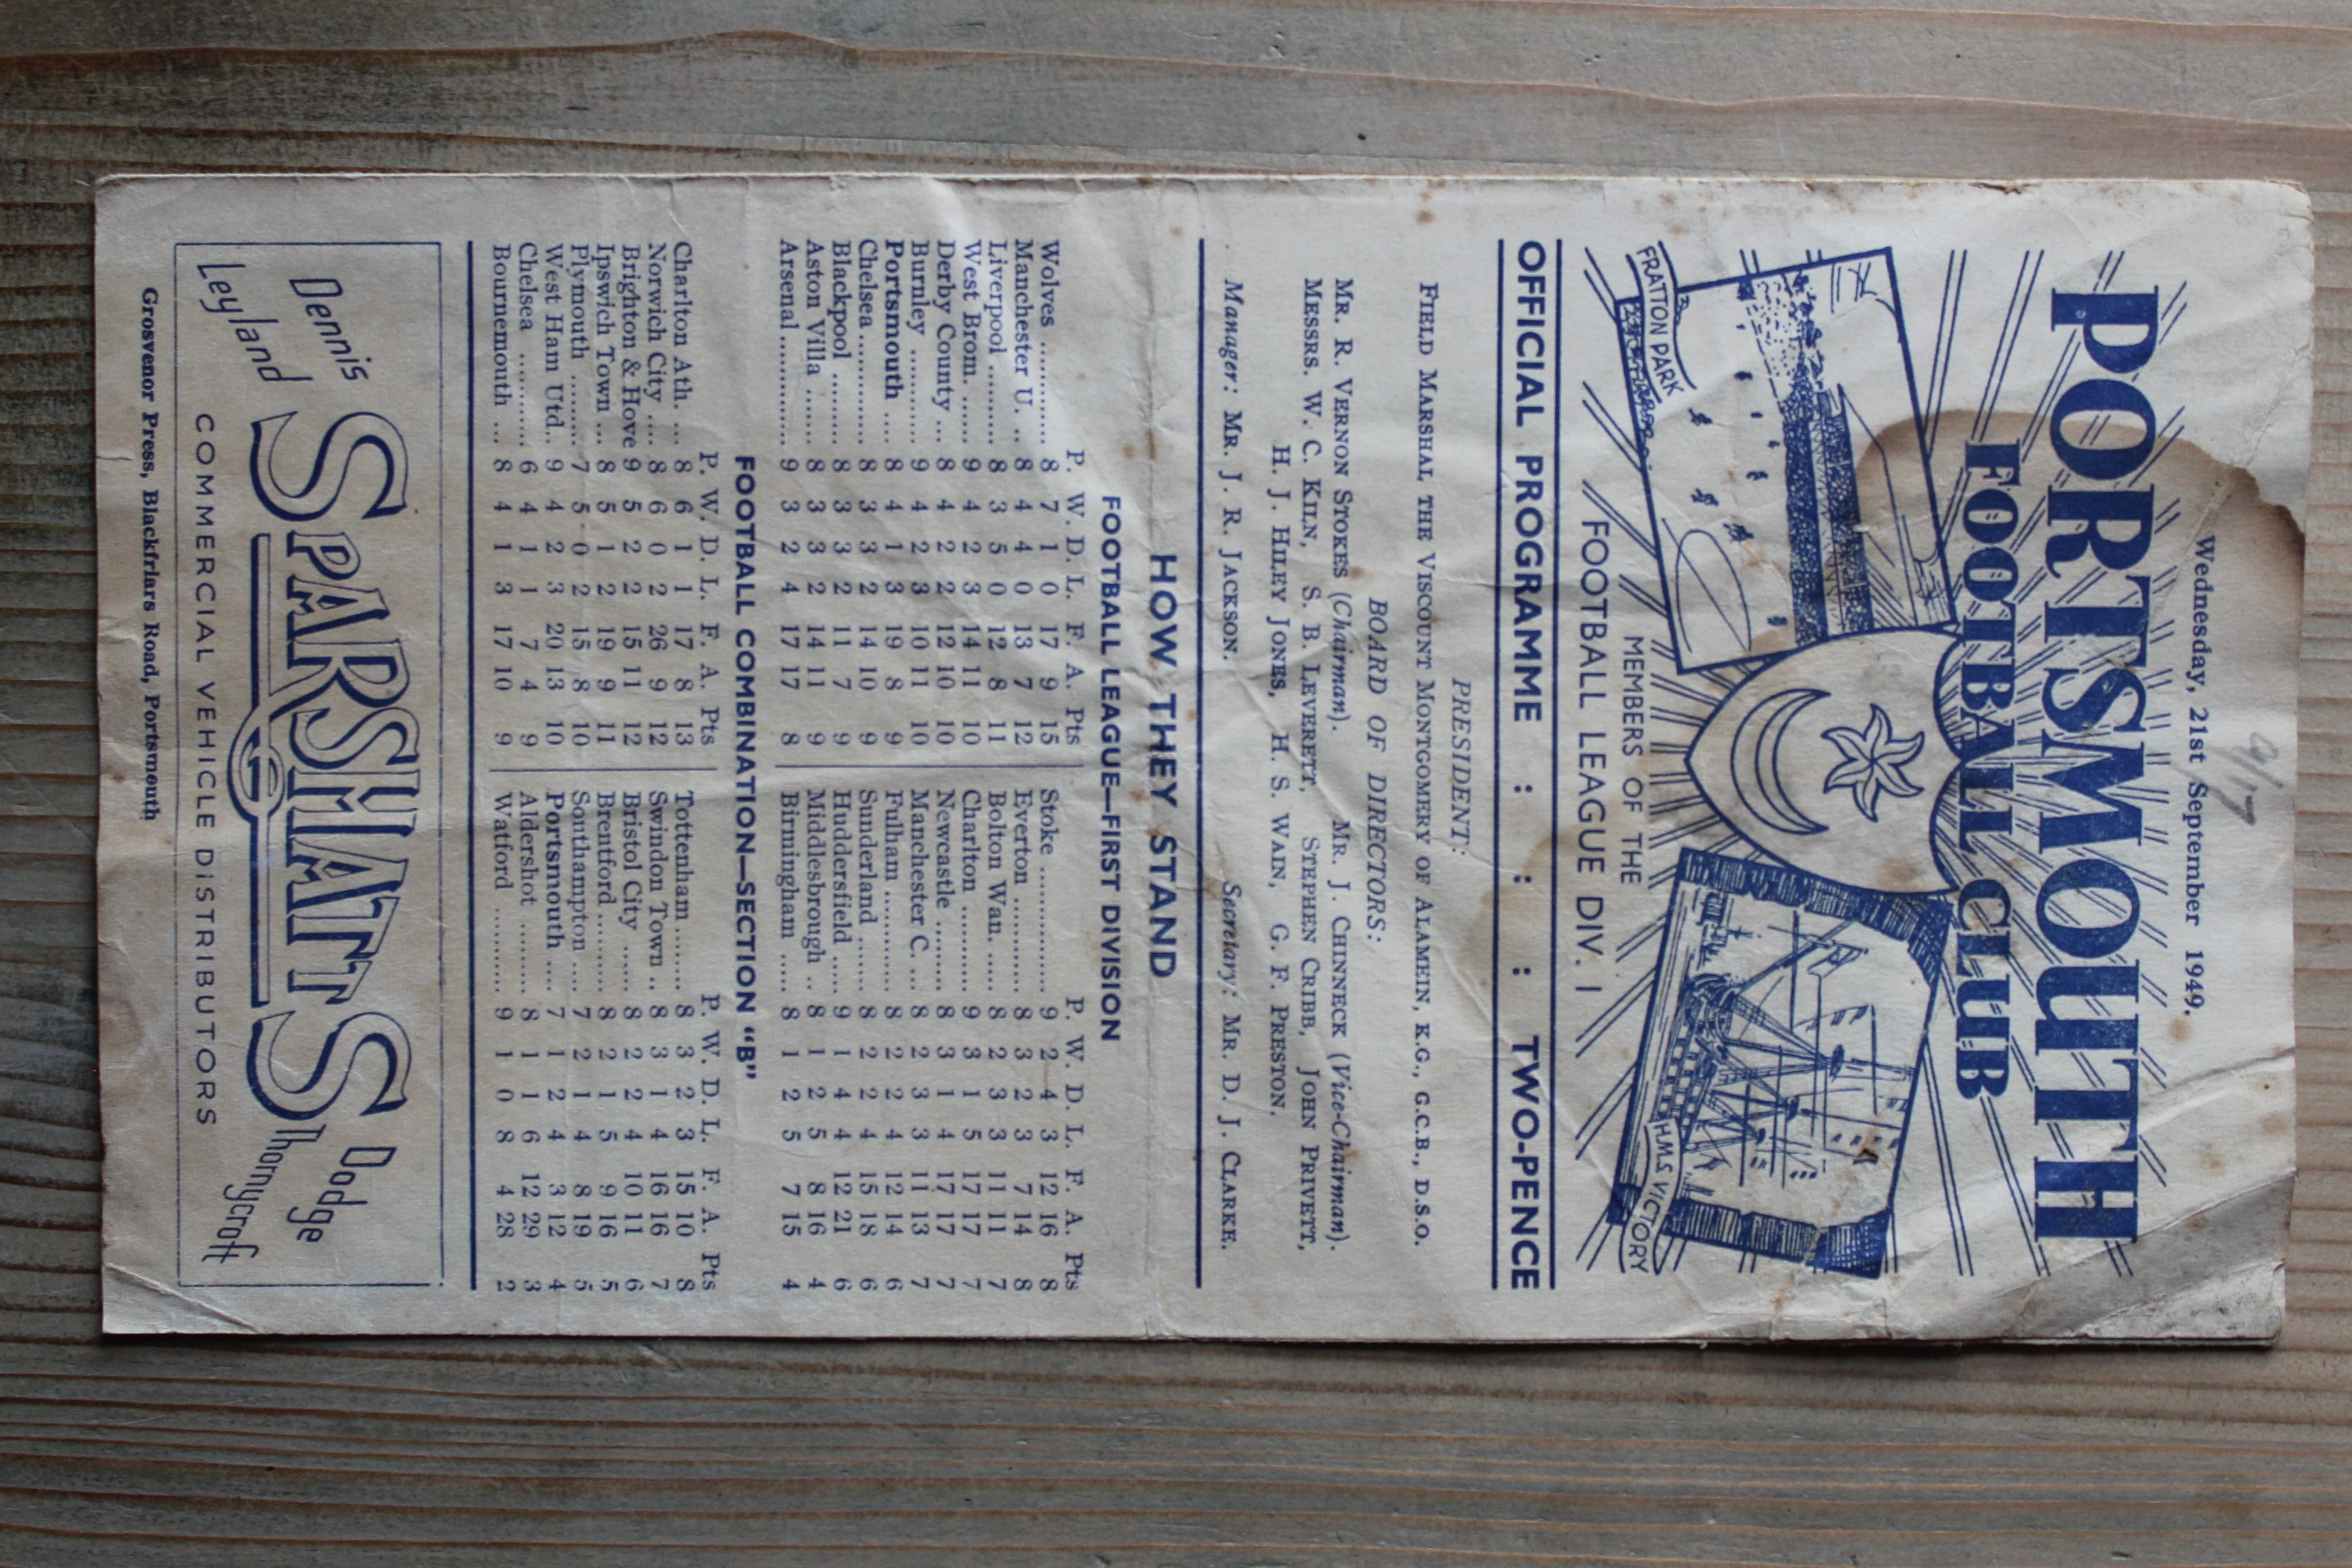 9/17
Wednesday, 21st September 1949.
PORTSMOUTH
FOOTBALL CLUB
FRATTON PARK
H.M.S. VICTORY
MEMBERS OF THE
FOOTBALL LEAGUE DIV. 1
OFFICIAL PROGRAMME : : : TWO-PENCE
PRESIDENT:
FIELD MARSHAL THE VISCOUNT MONTGOMERY OF ALAMEIN, K.G., G.C.B., D.S.O.
BOARD OF DIRECTORS:
MR. R. VERNON STOKES (Chairman). MR. J. CHINNECK (Vice-Chairman).
MESSRS. W. C. KILN, S. B. LEVERETT, STEPHEN CRIBB, JOHN PRIVETT,
H. J. HILEY JONES, H. S. WAIN, G. F. PRESTON.
Manager: MR. J. R. JACKSON. Secretary: MR. D. J. CLARKE.
HOW THEY STAND
FOOTBALL LEAGUE—FIRST DIVISION
P. W. D. L. F. A. Pts
Wolves ............ 8 7 1 0 17 9 15
Manchester U. .. 8 4 4 0 13 7 12
Liverpool ......... 8 3 5 0 12 8 11
West Brom. ...... 9 4 2 3 14 11 10
Derby County ... 8 4 2 2 12 10 10
Burnley .......... 9 4 2 3 10 11 10
Portsmouth .... 8 4 1 3 19 8 9
Chelsea ............ 8 3 3 2 14 10 9
Blackpool ........ 8 3 3 2 11 7 9
Aston Villa ...... 8 3 3 2 14 11 9
Arsenal ............ 9 3 2 4 17 17 8
P. W. D. L. F. A. Pts
Stoke ............... 9 2 4 3 12 16 8
Everton ........... 8 3 2 3 7 14 8
Bolton Wan. ..... 8 2 3 3 11 11 7
Charlton .......... 9 3 1 5 17 17 7
Newcastle ......... 8 3 1 4 17 17 7
Manchester C. ... 8 2 3 3 11 13 7
Fulham ............ 8 2 2 4 12 14 6
Sunderland ....... 8 2 2 4 15 18 6
Huddersfield ..... 9 1 4 4 12 21 6
Middlesbrough .. 8 1 2 5 8 16 4
Birmingham ..... 8 1 2 5 7 15 4
FOOTBALL COMBINATION—SECTION "B"
P. W. D. L. F. A. Pts
Charlton Ath. ... 8 6 1 1 17 8 13
Norwich City .... 8 6 0 2 26 9 12
Brighton & Hove 9 5 2 2 15 11 12
Ipswich Town ... 8 5 1 2 19 9 11
Plymouth ........ 7 5 0 2 15 8 10
West Ham Utd.. 9 4 2 3 20 13 10
Chelsea ........... 6 4 1 1 7 4 9
Bournemouth ... 8 4 1 3 17 10 9
P. W. D. L. F. A. Pts
Tottenham ........ 8 3 2 3 15 10 8
Swindon Town .. 8 3 1 4 16 16 7
Bristol City ...... 8 2 2 4 10 11 6
Brentford .......... 8 2 1 5 9 16 5
Southampton .... 7 2 1 4 8 19 5
Portsmouth .... 7 1 2 4 3 12 4
Aldershot ......... 8 1 1 6 12 29 3
Watford ........... 9 1 0 8 4 28 2
Dennis
Leyland
SPARSHATTS
Dodge
Thornycroft
COMMERCIAL VEHICLE DISTRIBUTORS
Grosvenor Press, Blackfriars Road, Portsmouth